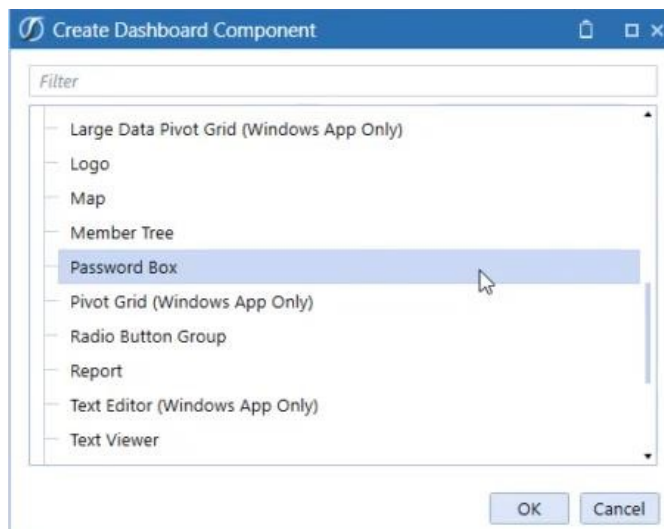 Create Dashboard Component
Filter
Large Data Pivot Grid (Windows App Only)
Logo
Map
Member Tree
Password Box
Pivot Grid (Windows App Only)
Radio Button Group
Report
Text Editor (Windows App Only)
Text Viewer
OK Cancel